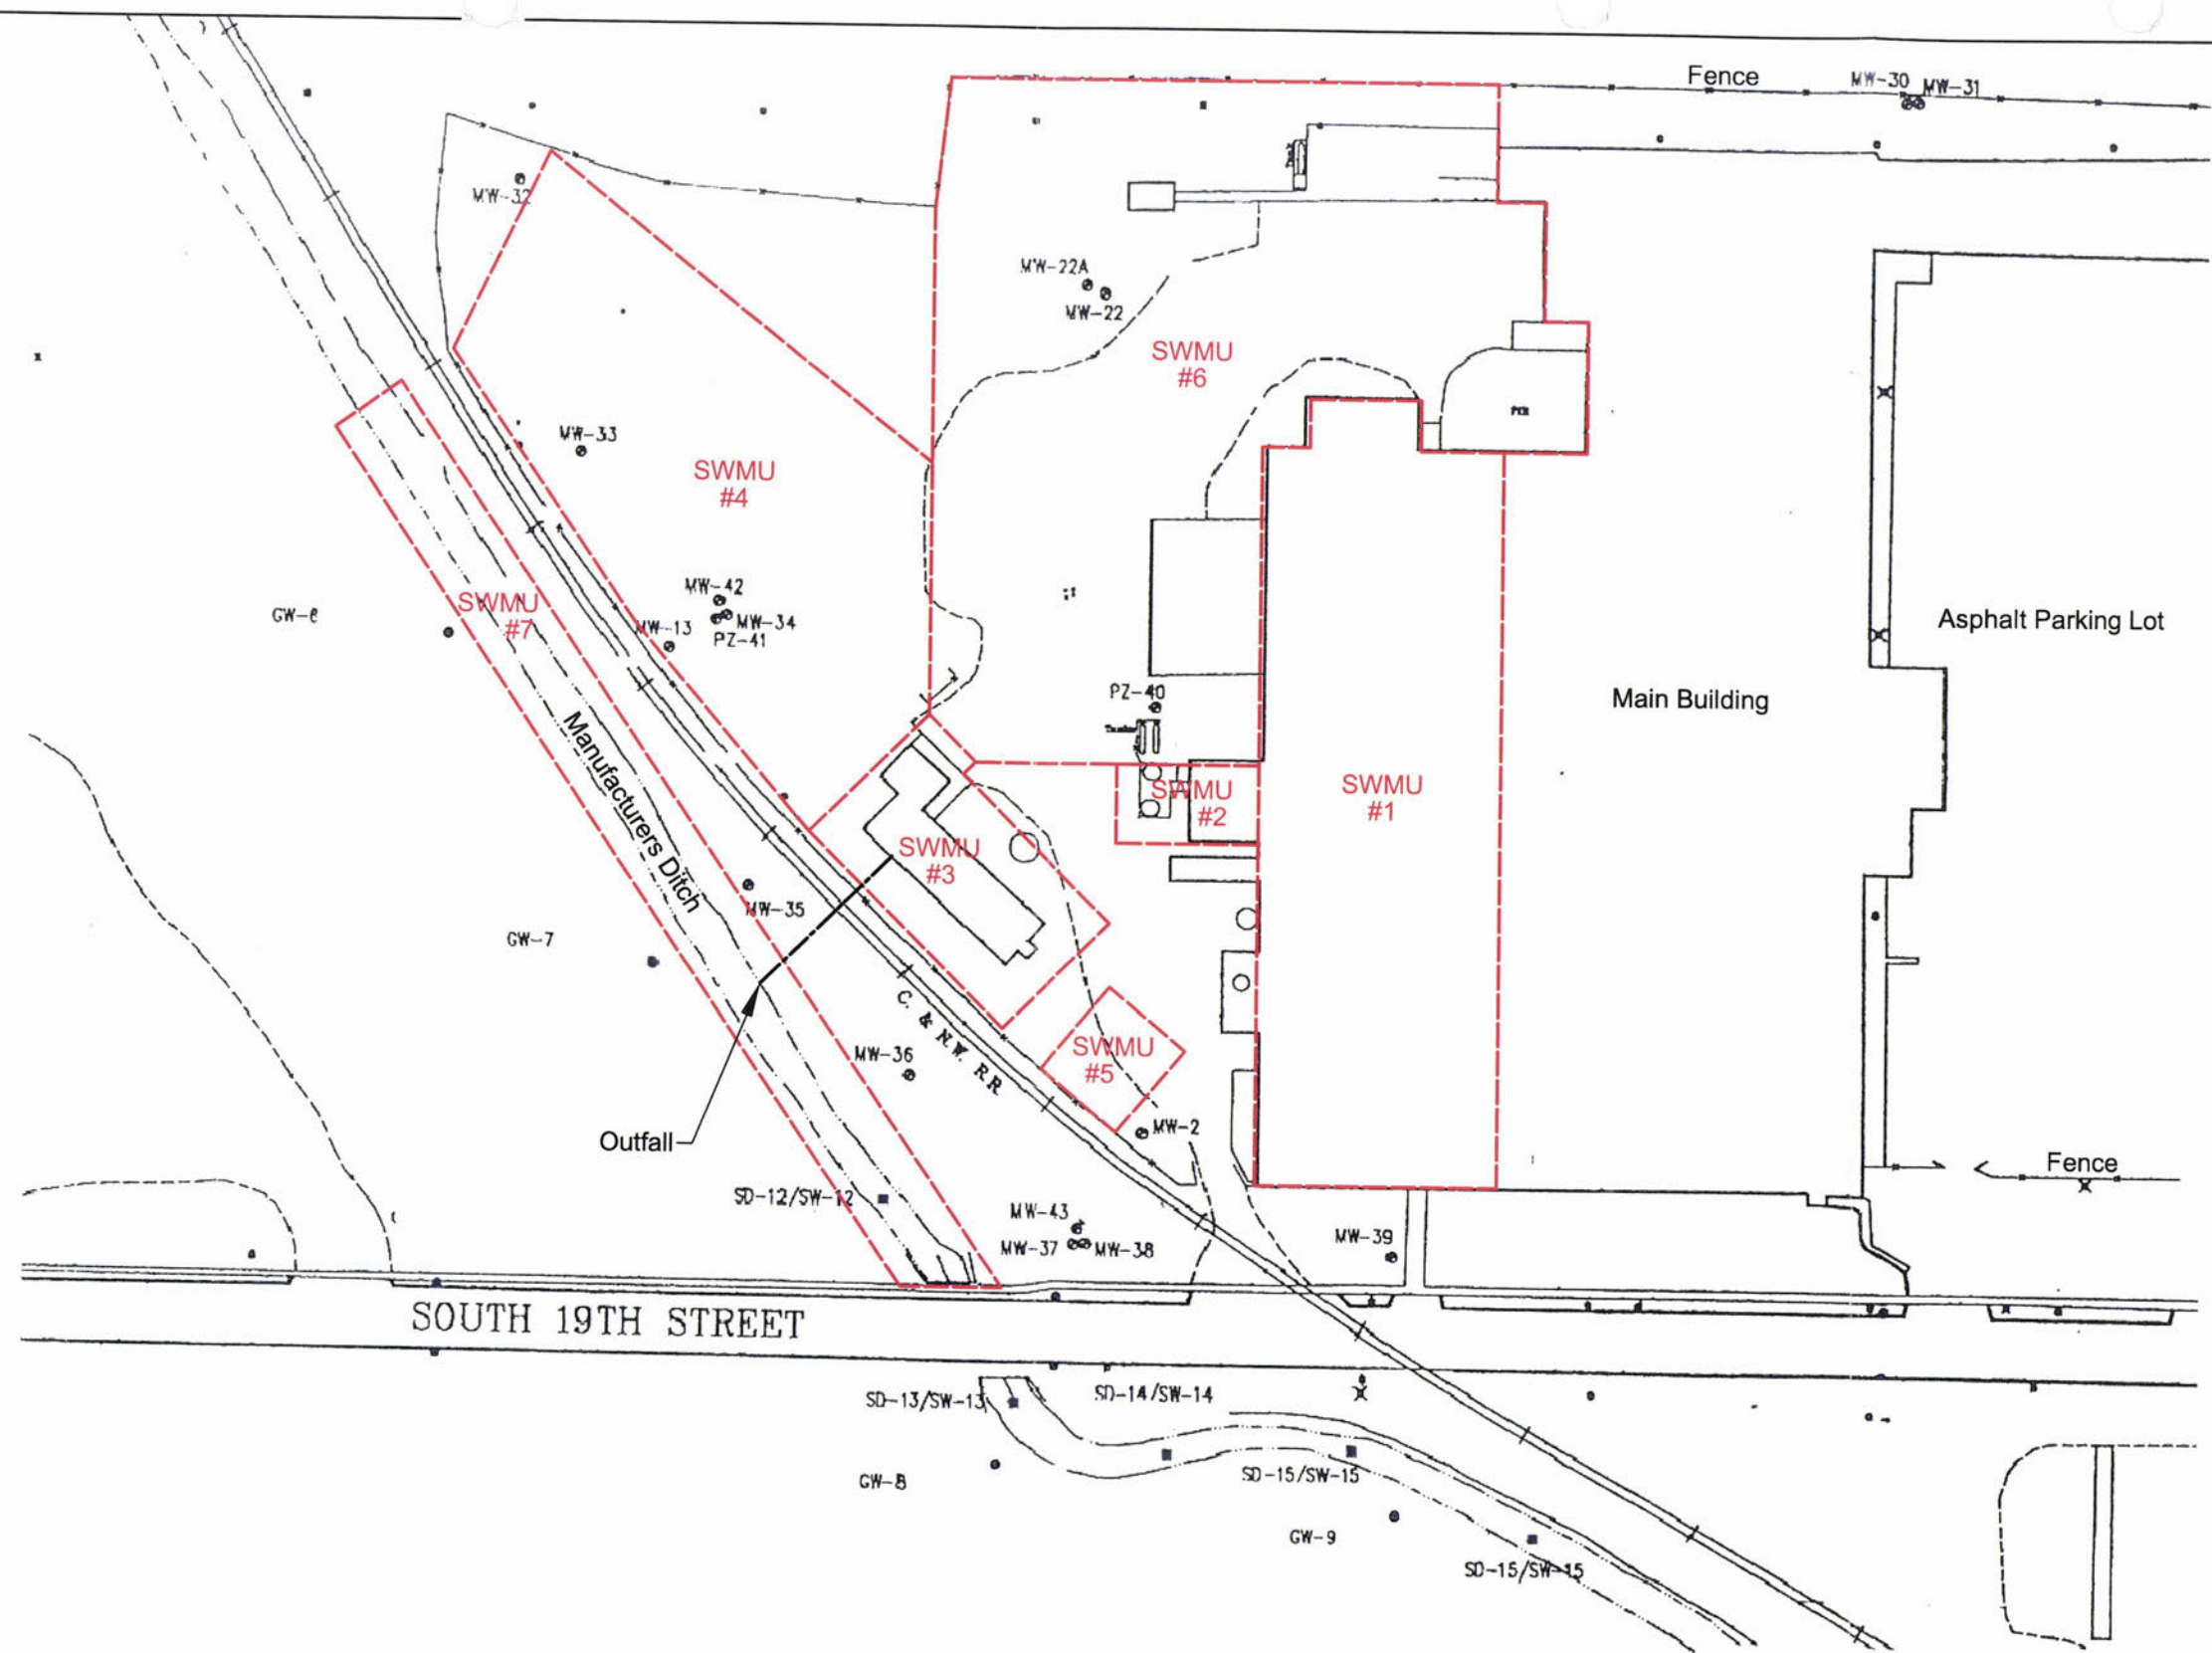 Fence
MW-30
MW-31
MW-32
MW-22A
MW-22
SWMU
#6
MW-33
SWMU
#4
MW-42
MW-34
PZ-41
MW-13
SWMU
#7
GW-6
Asphalt Parking Lot
PZ-40
Main Building
Manufacturers Ditch
SWMU
#2
SWMU
#1
SWMU
#3
MW-35
GW-7
C. & N.W. RR
MW-36
SWMU
#5
Outfall
MW-2
Fence
SD-12/SW-12
MW-43
MW-37
MW-38
MW-39
SOUTH 19TH STREET
SD-13/SW-13
SD-14/SW-14
GW-8
SD-15/SW-15
GW-9
SD-15/SW-15